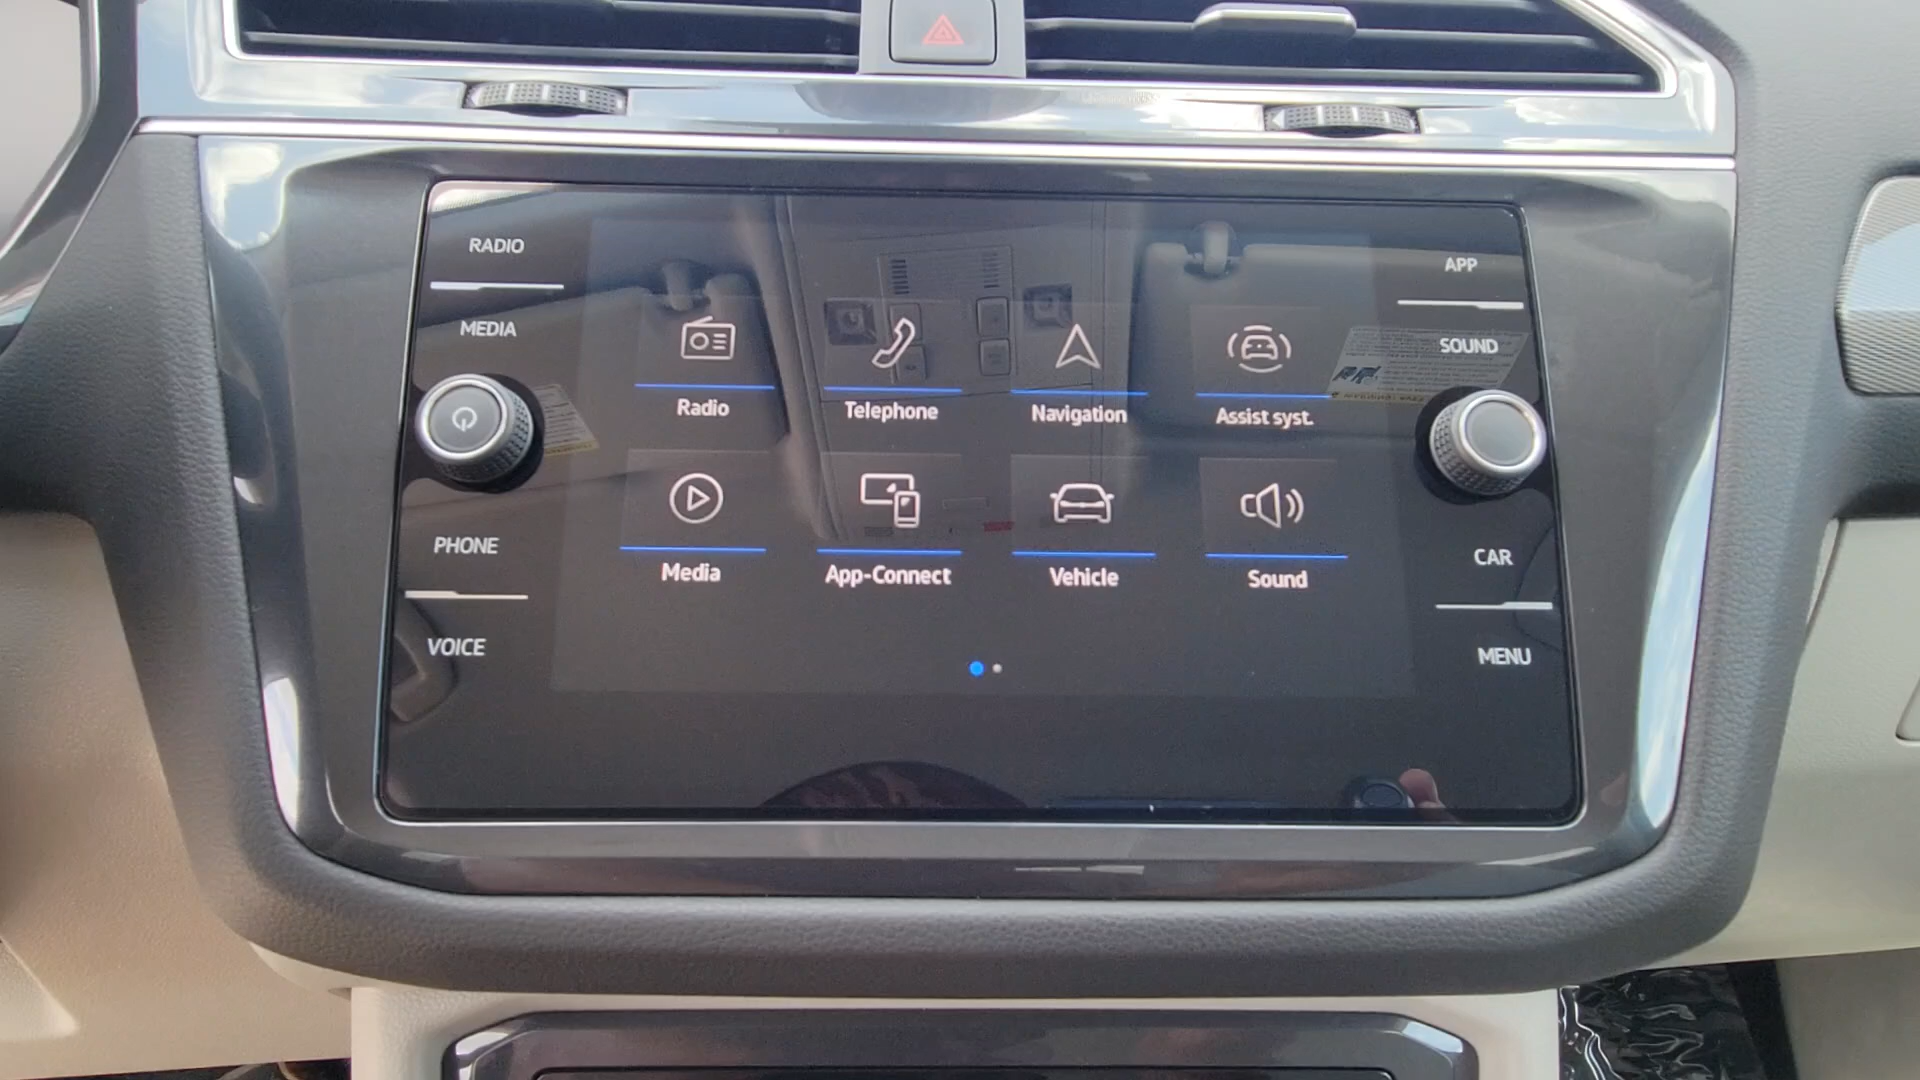 RADIO
APP
MEDIA
SOUND
Radio
Telephone
Navigation
Assist syst.
PHONE
CAR
Media
App-Connect
Vehicle
Sound
VOICE
MENU